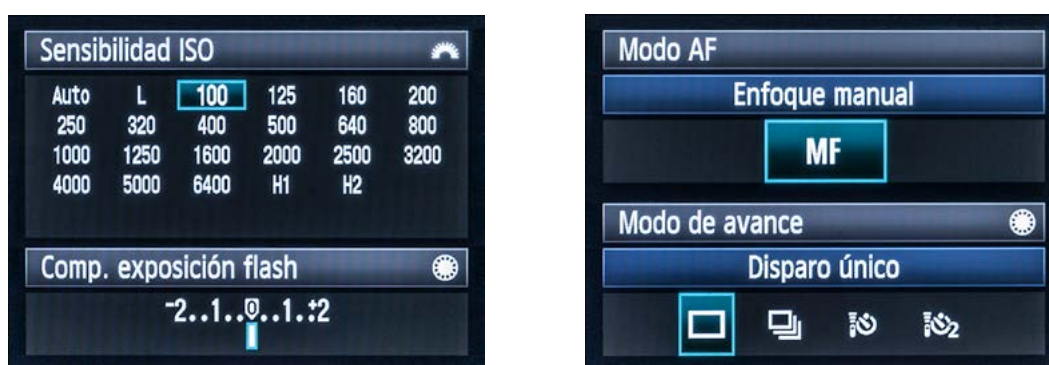 Sensibilidad ISO
Auto L 100 125 160 200
250 320 400 500 640 800
1000 1250 1600 2000 2500 3200
4000 5000 6400 H1 H2
Comp. exposición flash
-2..1..0..1.:+2
Modo AF
Enfoque manual
MF
Modo de avance
Disparo único
2